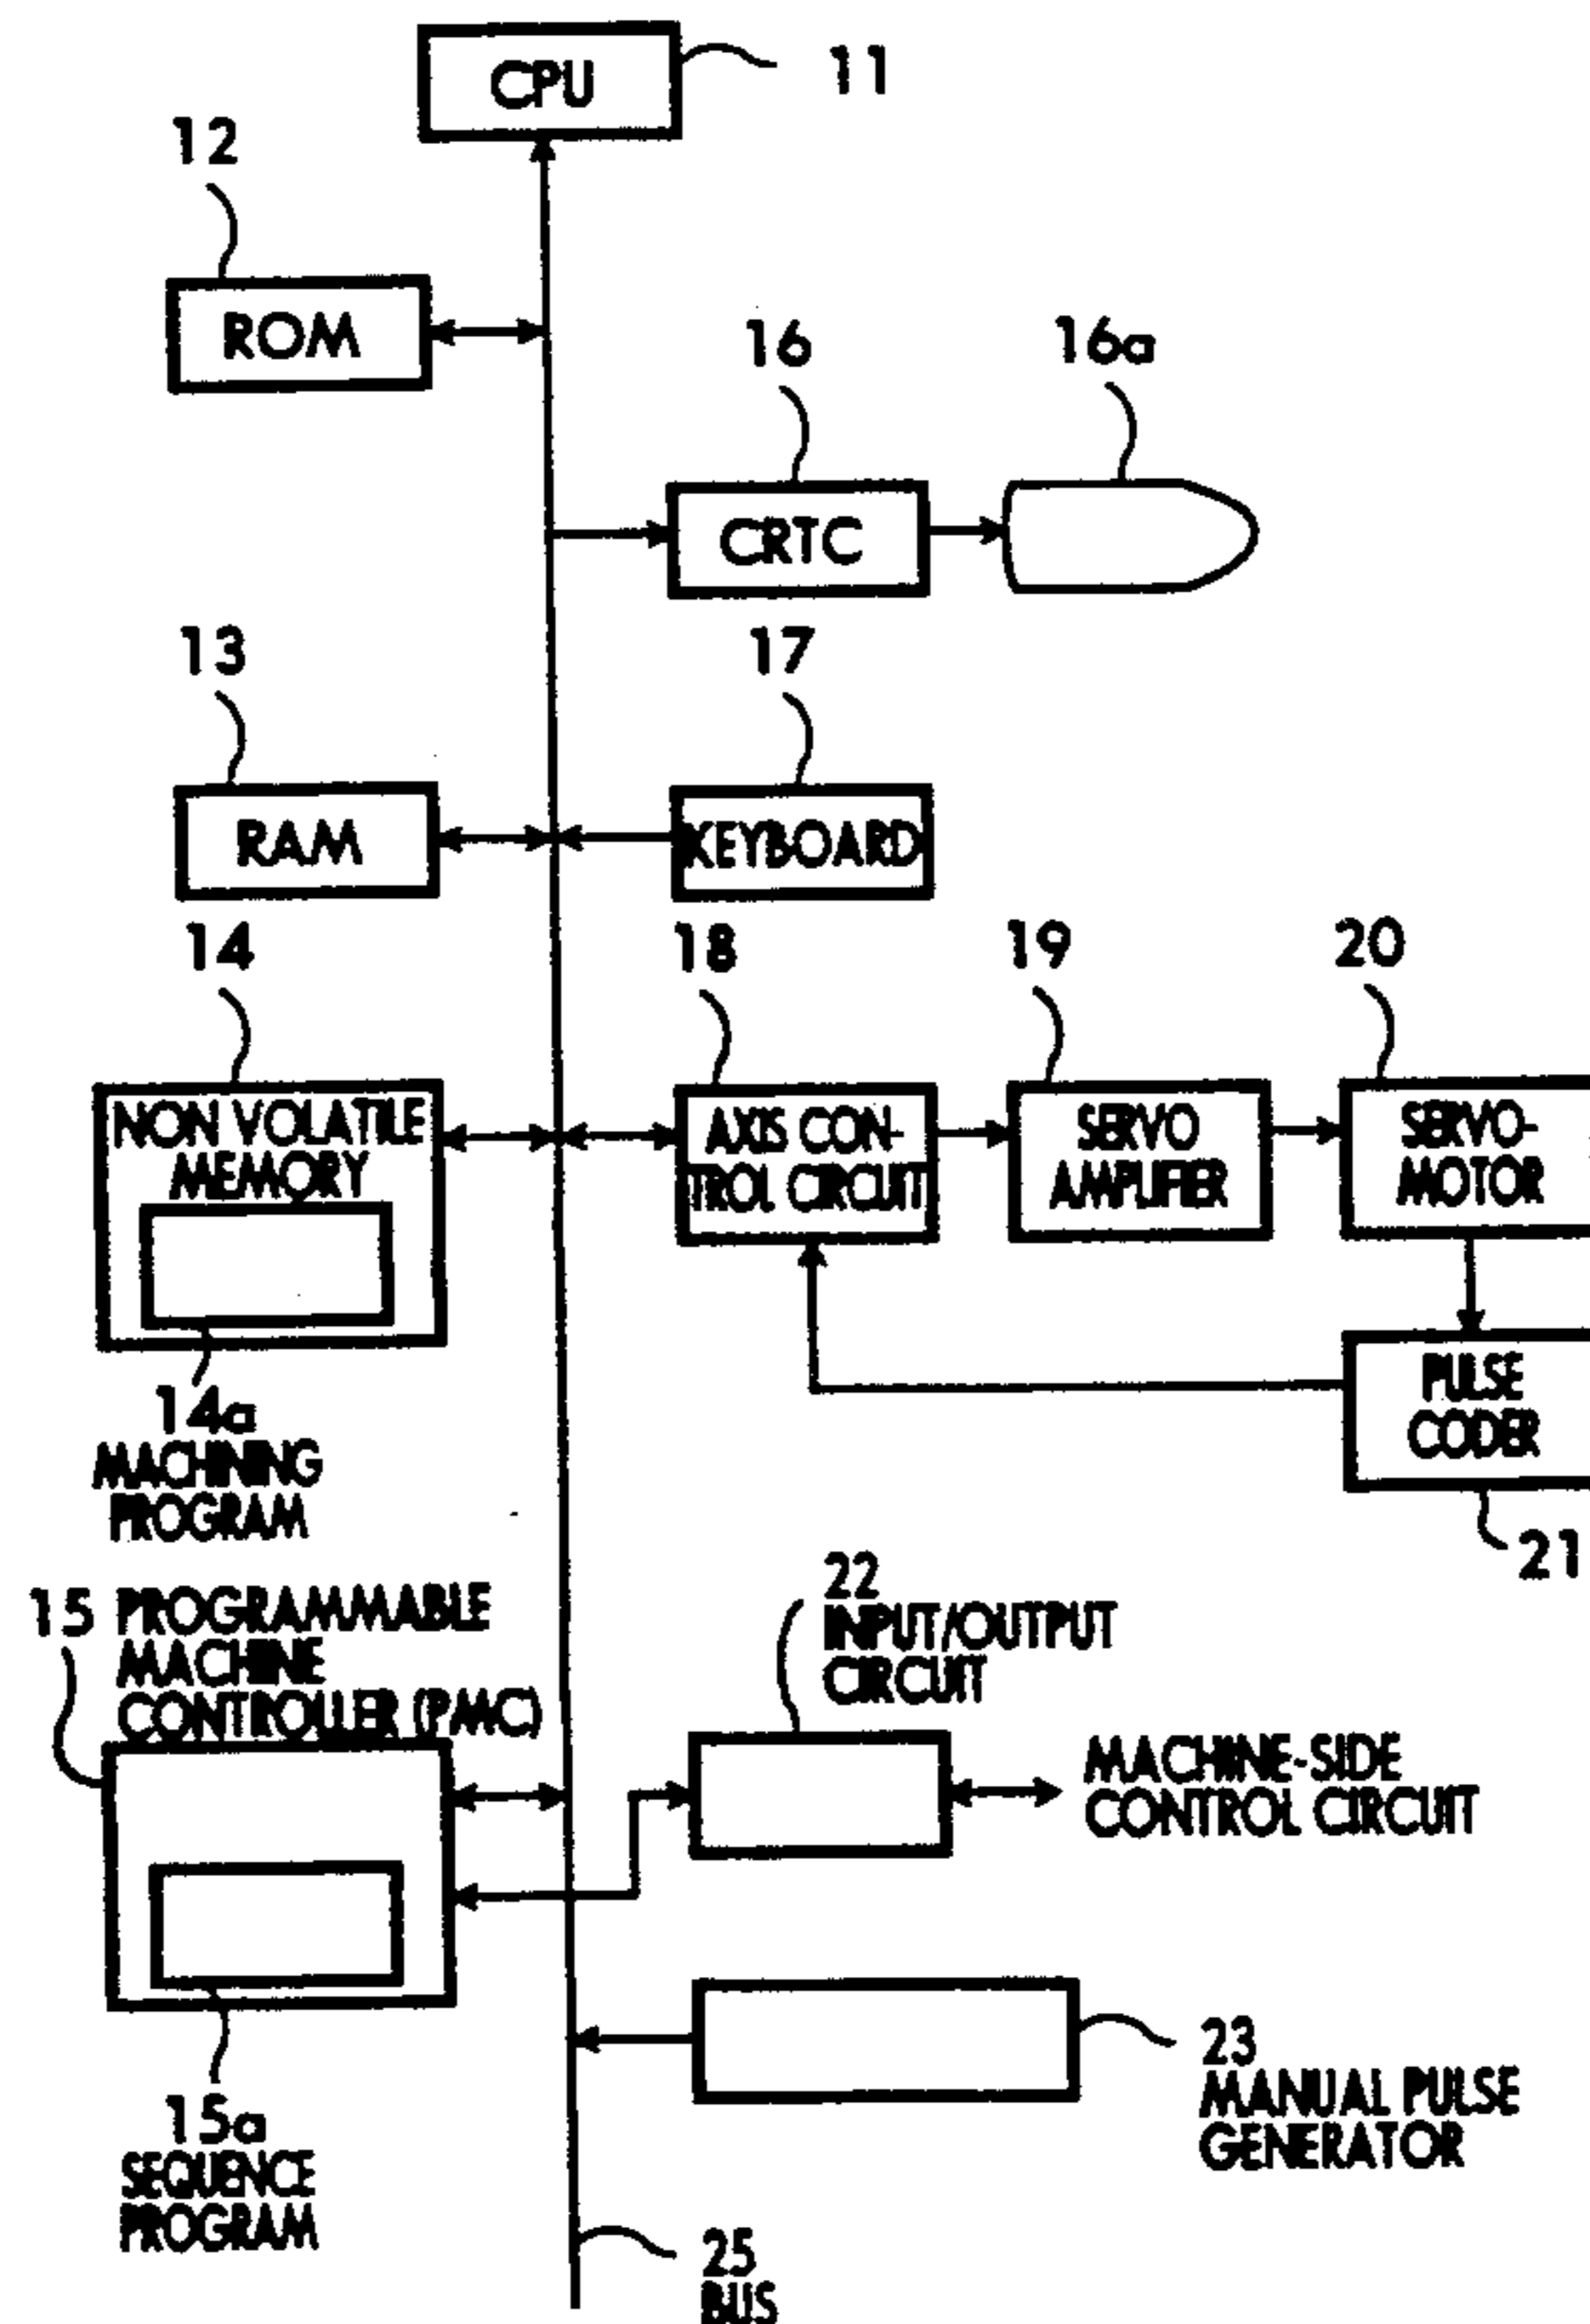 11
CPU
12
ROM
16
16a
CRTC
13
17
RAM
KEYBOARD
14
18
19
20
NON VOLATILE
MEMORY
AXIS CON-
TROL CIRCUIT
SERVO
AMPLIFIER
SERVO-
MOTOR
14a
MACHINING
PROGRAM
PULSE
CODER
21
15 PROGRAMMABLE
MACHINE
CONTROLLER (PMC)
22
INPUT/OUTPUT
CIRCUIT
MACHINE-SIDE
CONTROL CIRCUIT
23
MANUAL PULSE
GENERATOR
15a
SEQUENCE
PROGRAM
25
BUS